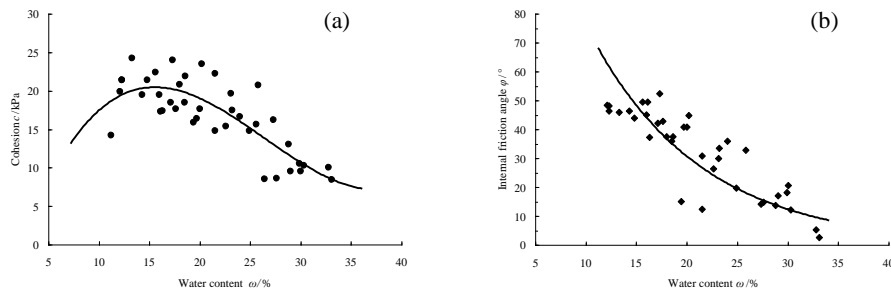 (a)
30
25
20
15
10
5
0
5 10 15 20 25 30 35 40
Cohesion c/kPa
Water content ω/%
(b)
80
70
60
50
40
30
20
10
0
5 10 15 20 25 30 35 40
Internal friction angle φ/°
Water content ω/%